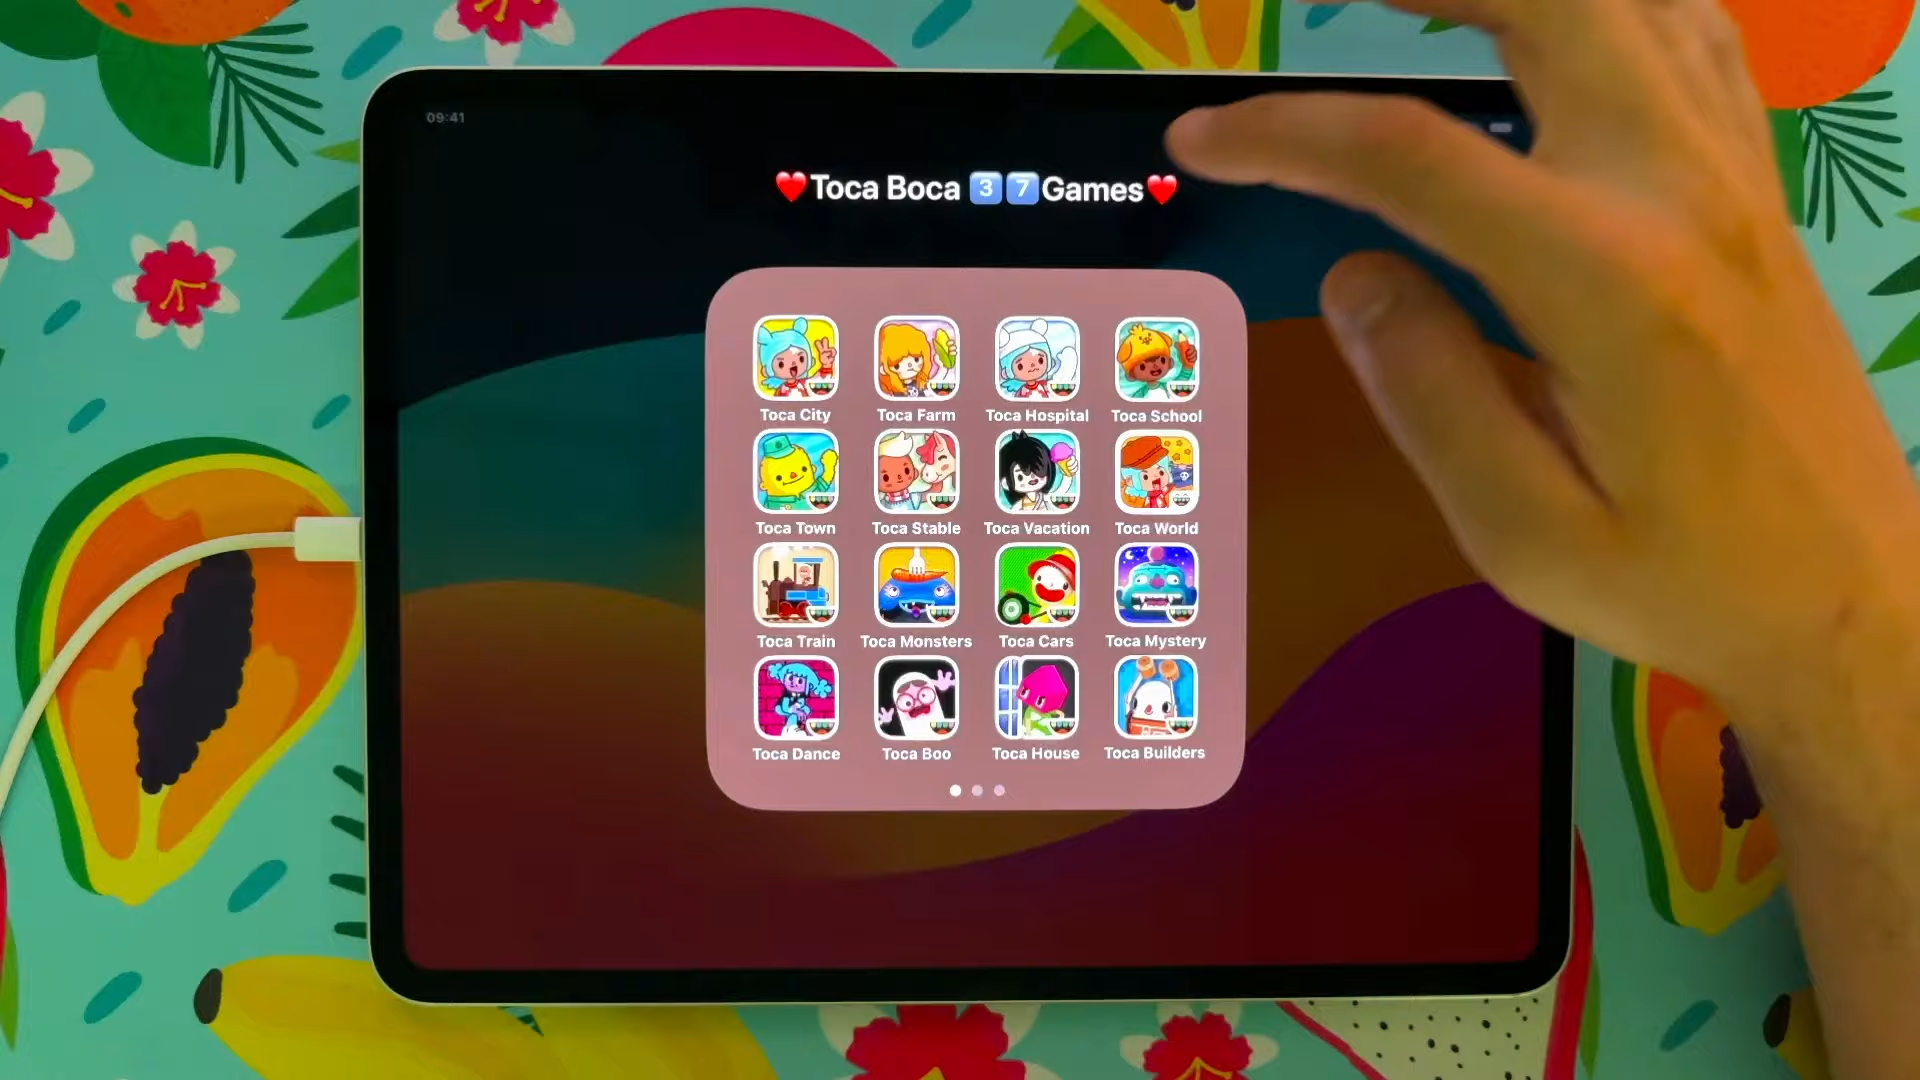 09:41
❤️Toca Boca 3️⃣7️⃣Games❤️
Toca City
Toca Farm
Toca Hospital
Toca School
Toca Town
Toca Stable
Toca Vacation
Toca World
Toca Train
Toca Monsters
Toca Cars
Toca Mystery
Toca Dance
Toca Boo
Toca House
Toca Builders